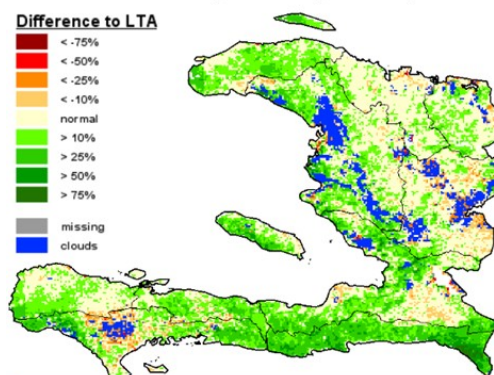 Difference to LTA
< -75%
< -50%
< -25%
< -10%
normal
> 10%
> 25%
> 50%
> 75%
missing
clouds